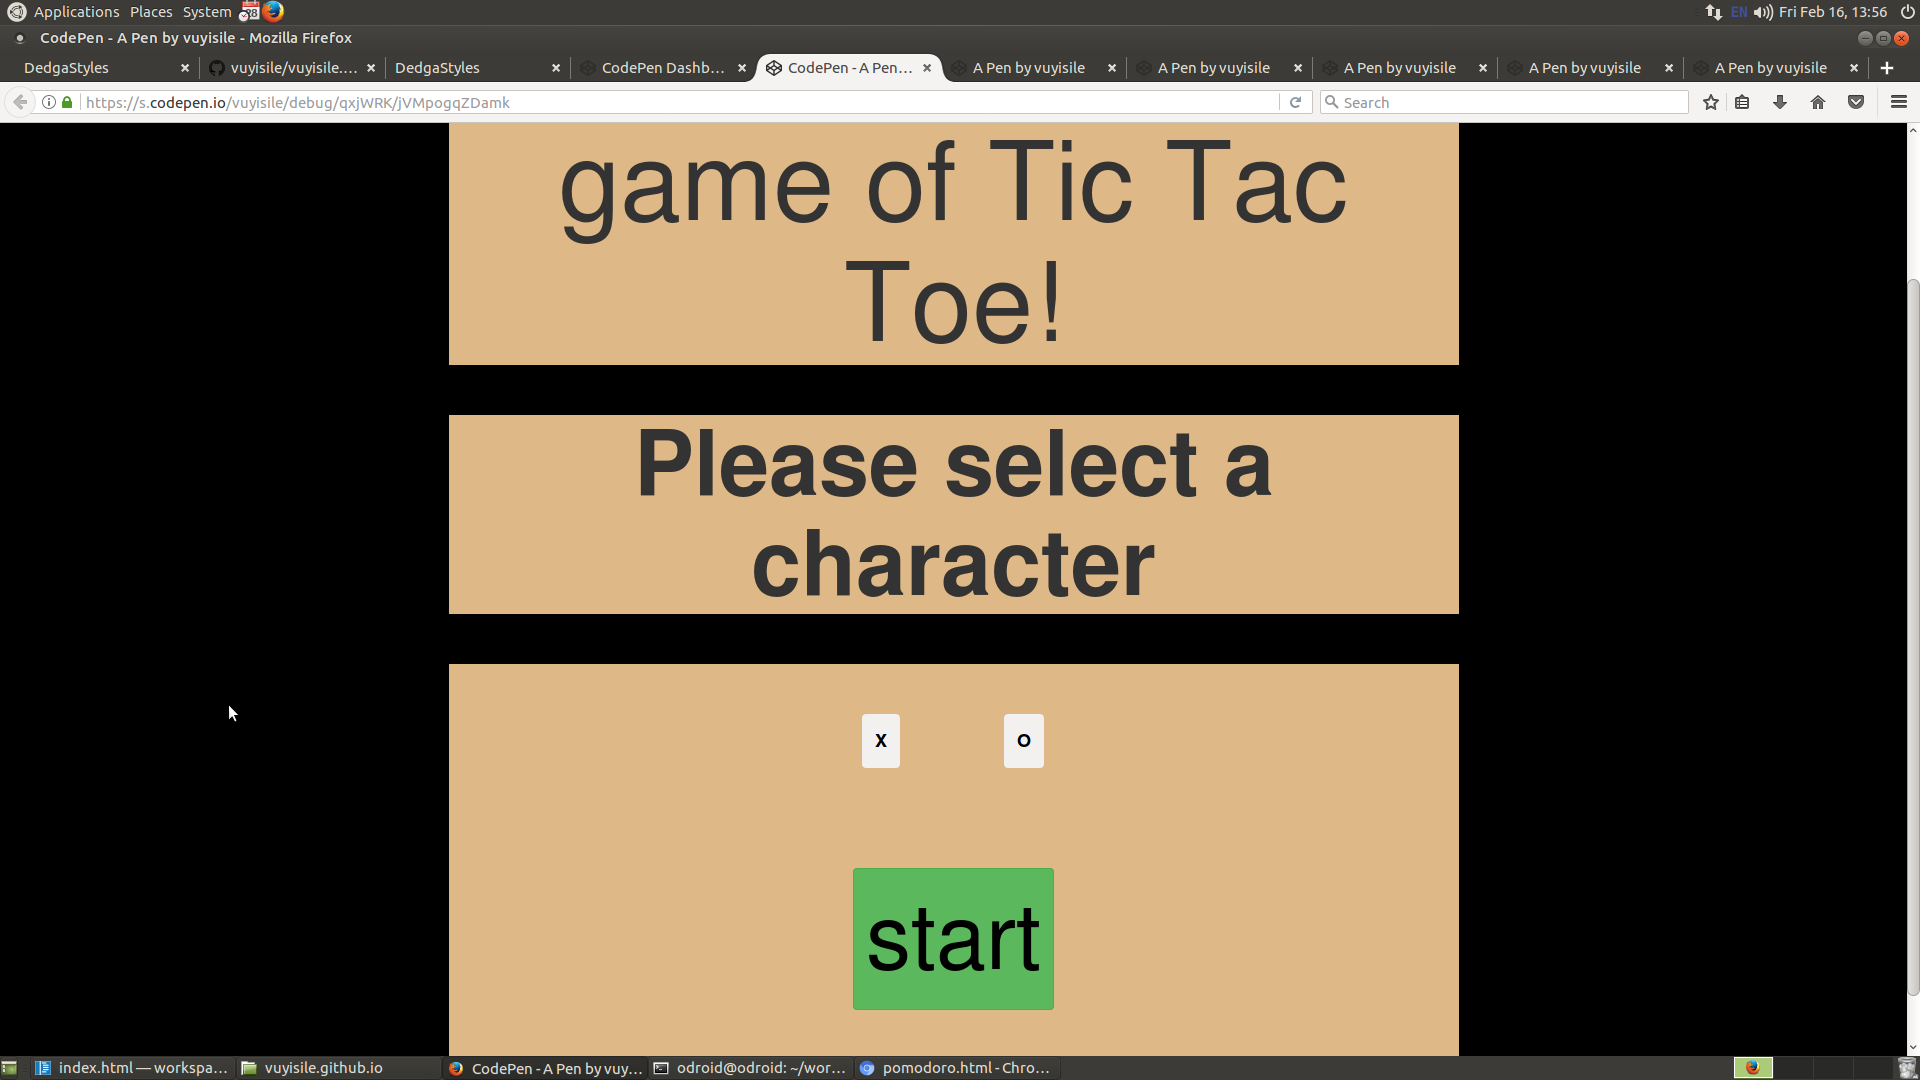 Applications Places System 28 EN Fri Feb 16, 13:56
CodePen - A Pen by vuyisile - Mozilla Firefox
DedgaStyles vuyisile/vuyisile.... DedgaStyles CodePen Dashb... CodePen - A Pen... A Pen by vuyisile A Pen by vuyisile A Pen by vuyisile A Pen by vuyisile A Pen by vuyisile
https://s.codepen.io/vuyisile/debug/qxjWRK/jVMpogqZDamk Search
game of Tic Tac
Toe!
Please select a
character
X O
start
index.html — workspa... vuyisile.github.io CodePen - A Pen by vuy... odroid@odroid: ~/wor... pomodoro.html - Chro...